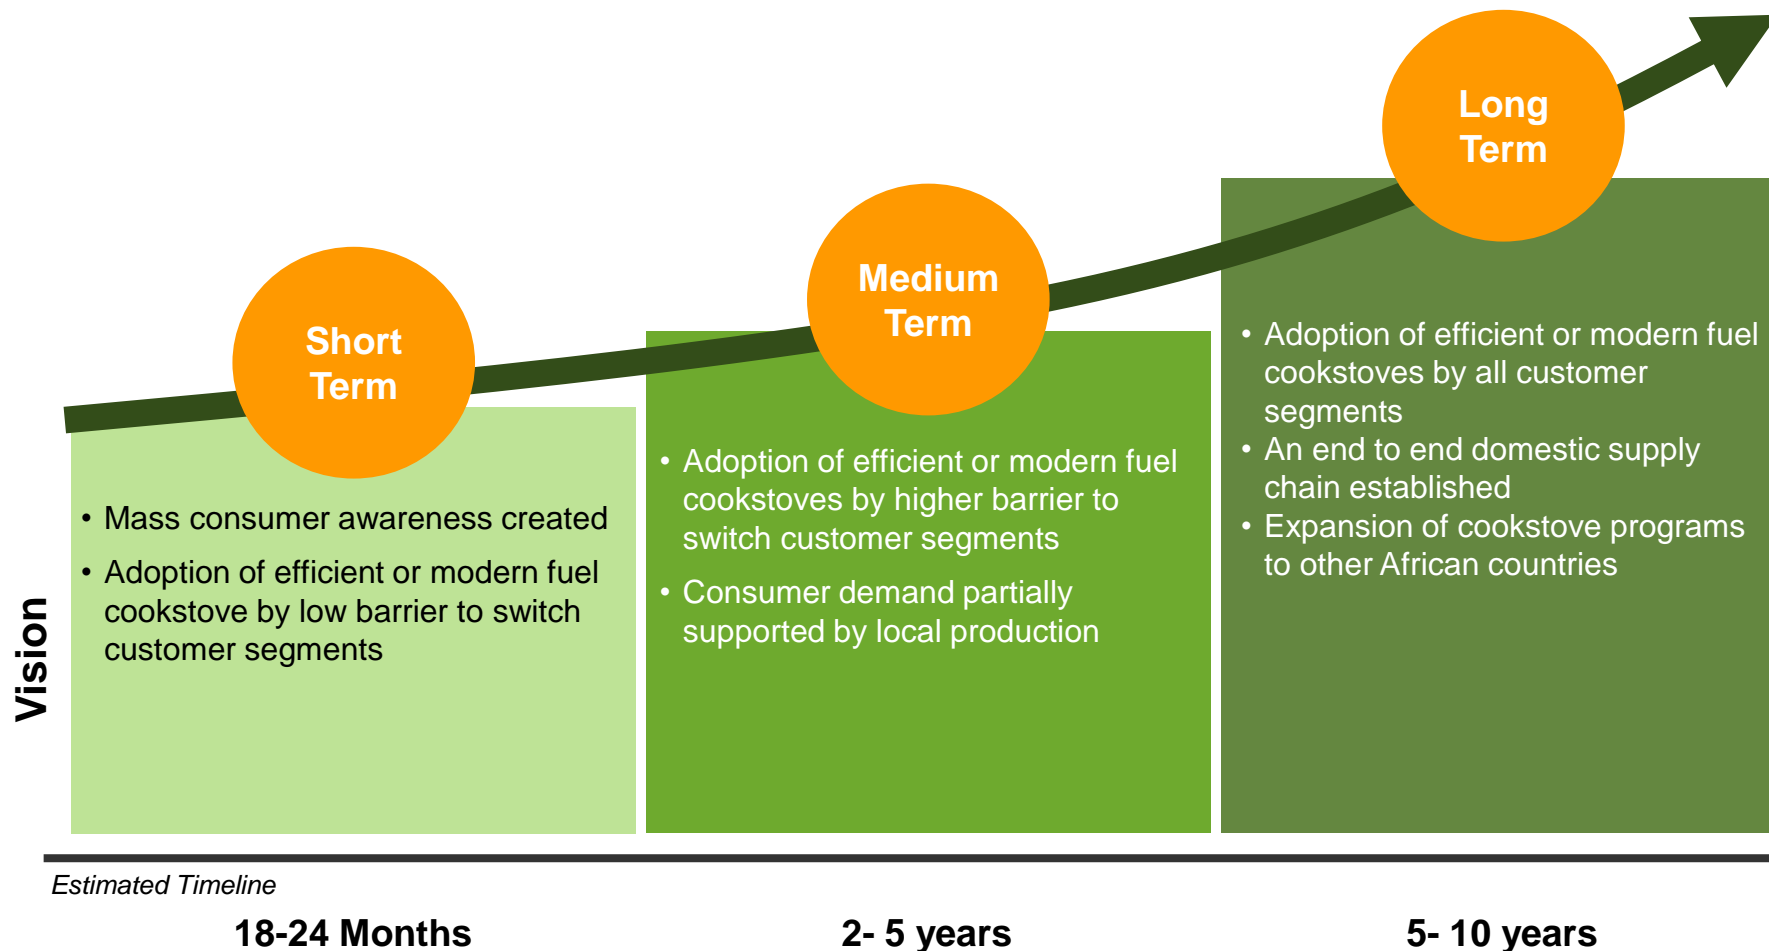 Long
Term
Medium
Term
Short
Term
• Mass consumer awareness created
• Adoption of efficient or modern fuel
cookstove by low barrier to switch
customer segments
• Adoption of efficient or modern fuel
cookstoves by higher barrier to
switch customer segments
• Consumer demand partially
supported by local production
• Adoption of efficient or modern fuel
cookstoves by all customer
segments
• An end to end domestic supply
chain established
• Expansion of cookstove programs
to other African countries
Vision
Estimated Timeline
18-24 Months
2- 5 years
5- 10 years